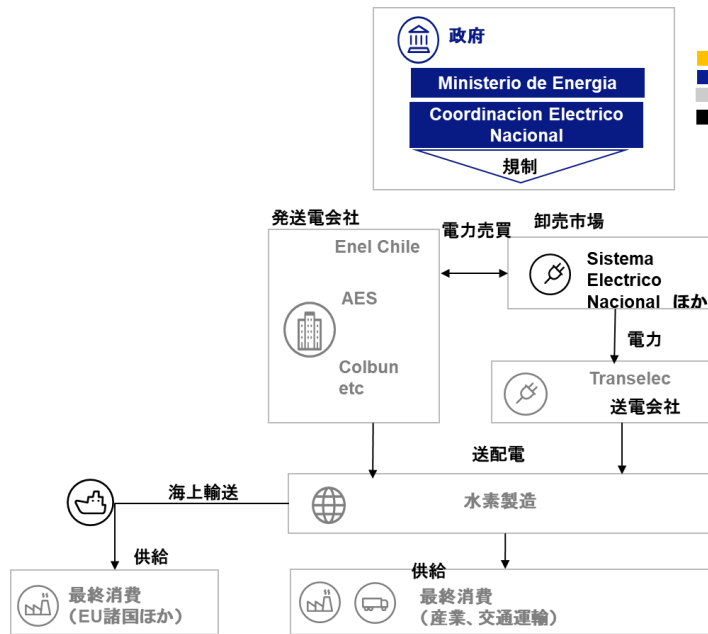 政府
Ministerio de Energia
Coordinacion Electrico
Nacional
規制
発送電会社
卸売市場
電力売買
Enel Chile
AES
Colbun
etc
Sistema
Electrico
Nacional ほか
電力
Transelec
送電会社
送配電
水素製造
海上輸送
供給
供給
最終消費
（EU諸国ほか）
最終消費
（産業、交通運輸）